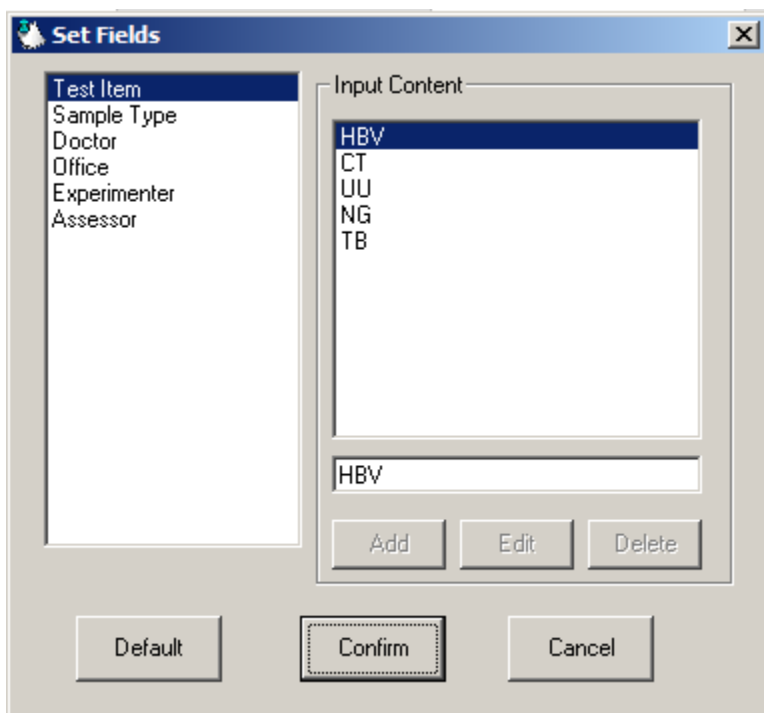 Set Fields
Test Item
Sample Type
Doctor
Office
Experimenter
Assessor
Input Content
HBV
CT
UU
NG
TB
HBV
Add Edit Delete
Default Confirm Cancel